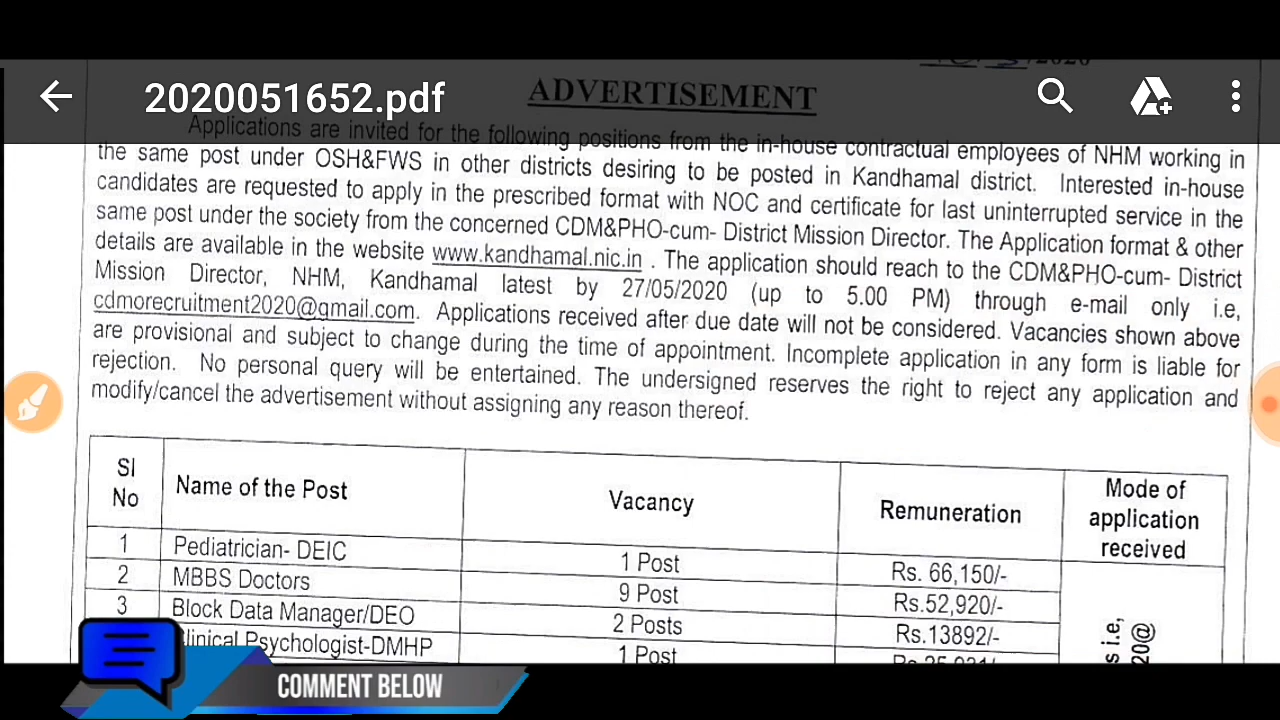 2020051652.pdf
ADVERTISEMENT
Applications are invited for the following positions from the in-house contractual employees of NHM working in
the same post under OSH&FWS in other districts desiring to be posted in Kandhamal district. Interested in-house
candidates are requested to apply in the prescribed format with NOC and certificate for last uninterrupted service in the
same post under the society from the concerned CDM&PHO-cum- District Mission Director. The Application format & other
details are available in the website www.kandhamal.nic.in . The application should reach to the CDM&PHO-cum- District
Mission Director, NHM, Kandhamal latest by 27/05/2020 (up to 5.00 PM) through e-mail only i.e,
cdmorecruitment2020@gmail.com. Applications received after due date will not be considered. Vacancies shown above
are provisional and subject to change during the time of appointment. Incomplete application in any form is liable for
rejection. No personal query will be entertained. The undersigned reserves the right to reject any application and
modify/cancel the advertisement without assigning any reason thereof.
Sl No Name of the Post Vacancy Remuneration Mode of application received
1 Pediatrician- DEIC 1 Post Rs. 66,150/-
2 MBBS Doctors 9 Post Rs.52,920/-
3 Block Data Manager/DEO 2 Posts Rs.13892/-
Psychologist-DMHP 1 Post
COMMENT BELOW